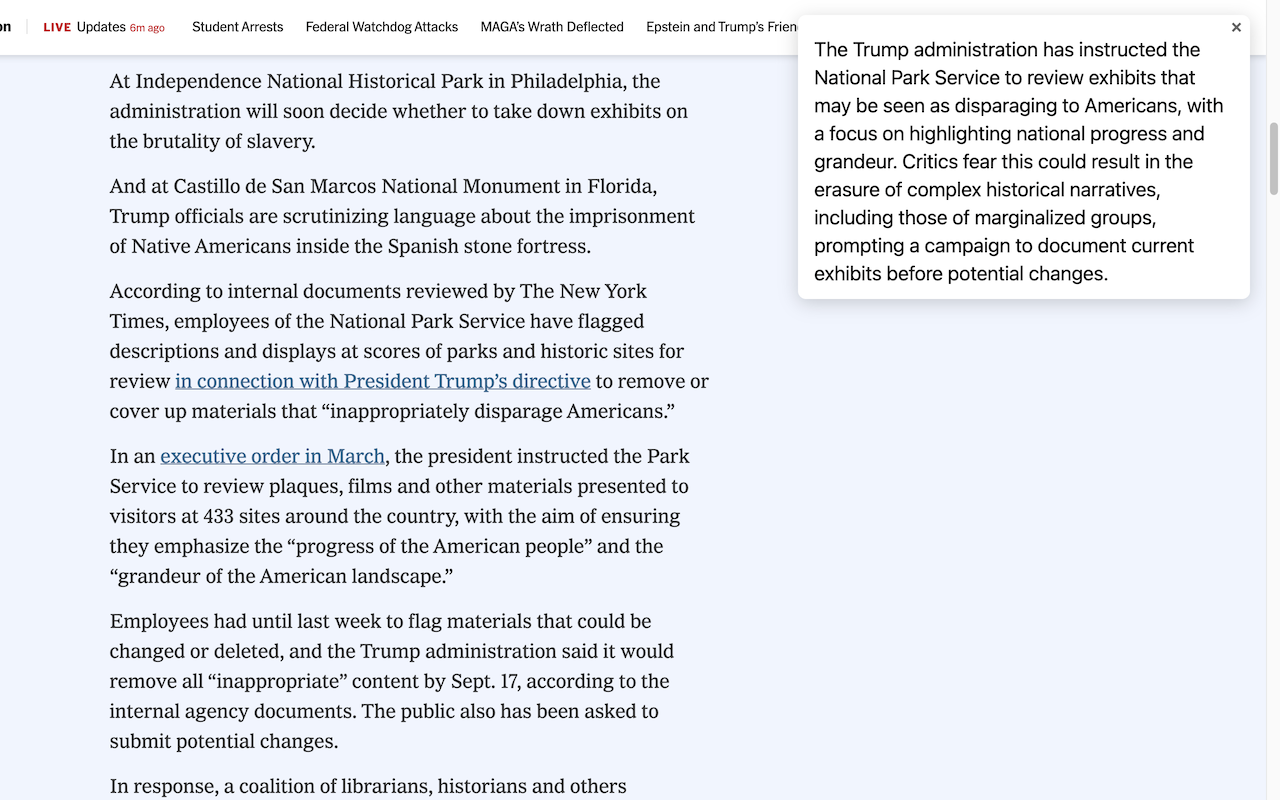 on
LIVE Updates 6m ago
Student Arrests
Federal Watchdog Attacks
MAGA’s Wrath Deflected
Epstein and Trump’s Frien
×
The Trump administration has instructed the
National Park Service to review exhibits that
may be seen as disparaging to Americans, with
a focus on highlighting national progress and
grandeur. Critics fear this could result in the
erasure of complex historical narratives,
including those of marginalized groups,
prompting a campaign to document current
exhibits before potential changes.
At Independence National Historical Park in Philadelphia, the
administration will soon decide whether to take down exhibits on
the brutality of slavery.
And at Castillo de San Marcos National Monument in Florida,
Trump officials are scrutinizing language about the imprisonment
of Native Americans inside the Spanish stone fortress.
According to internal documents reviewed by The New York
Times, employees of the National Park Service have flagged
descriptions and displays at scores of parks and historic sites for
review in connection with President Trump’s directive to remove or
cover up materials that “inappropriately disparage Americans.”
In an executive order in March, the president instructed the Park
Service to review plaques, films and other materials presented to
visitors at 433 sites around the country, with the aim of ensuring
they emphasize the “progress of the American people” and the
“grandeur of the American landscape.”
Employees had until last week to flag materials that could be
changed or deleted, and the Trump administration said it would
remove all “inappropriate” content by Sept. 17, according to the
internal agency documents. The public also has been asked to
submit potential changes.
In response, a coalition of librarians, historians and others